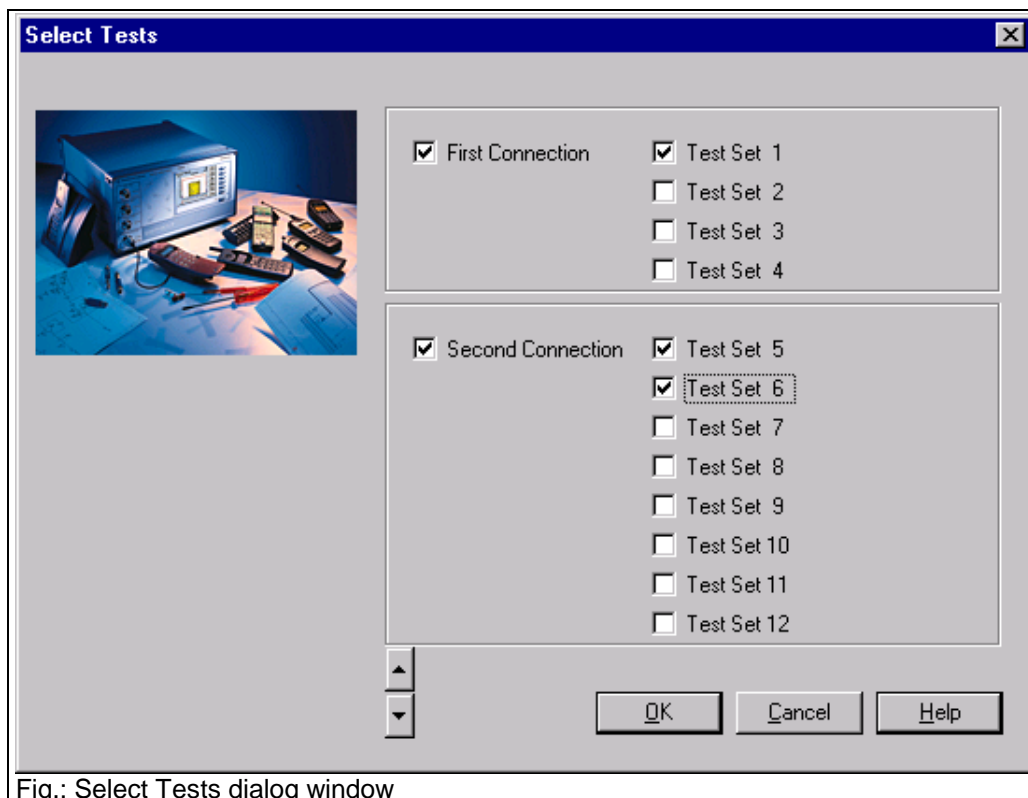 Select Tests
First Connection
Test Set 1
Test Set 2
Test Set 3
Test Set 4
Second Connection
Test Set 5
Test Set 6
Test Set 7
Test Set 8
Test Set 9
Test Set 10
Test Set 11
Test Set 12
OK
Cancel
Help
Fig.: Select Tests dialog window